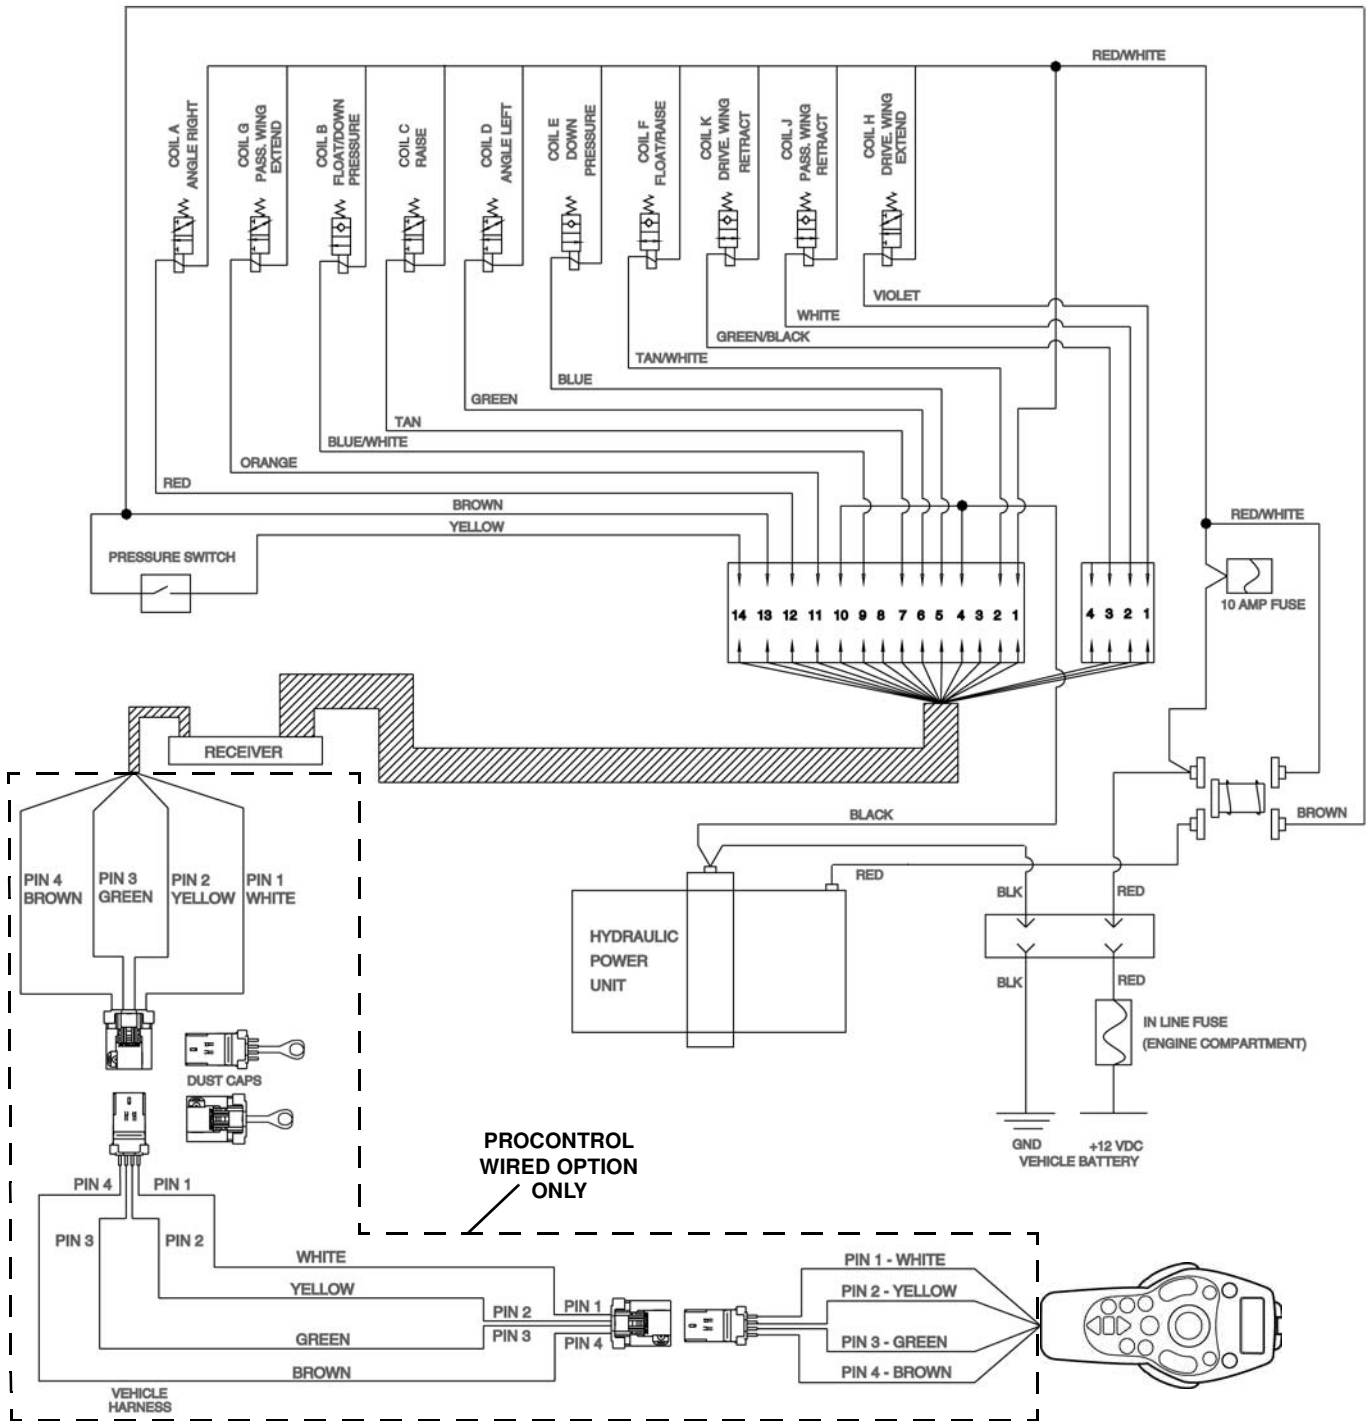 RED/WHITE
COIL A
ANGLE RIGHT
COIL G
PASS. WING
EXTEND
COIL B
FLOAT/DOWN
PRESSURE
COIL C
RAISE
COIL D
ANGLE LEFT
COIL E
DOWN
PRESSURE
COIL F
FLOAT/RAISE
COIL K
DRIVE. WING
RETRACT
COIL J
PASS. WING
RETRACT
COIL H
DRIVE. WING
EXTEND
VIOLET
WHITE
GREEN/BLACK
TAN/WHITE
BLUE
GREEN
TAN
BLUE/WHITE
ORANGE
RED
BROWN
YELLOW
RED/WHITE
PRESSURE SWITCH
10 AMP FUSE
14 13 12 11 10 9 8 7 6 5 4 3 2 1
4 3 2 1
RECEIVER
BLACK
BROWN
RED
PIN 4
BROWN
PIN 3
GREEN
PIN 2
YELLOW
PIN 1
WHITE
BLK
RED
HYDRAULIC
POWER
UNIT
BLK
RED
IN LINE FUSE
(ENGINE COMPARTMENT)
DUST CAPS
GND
+12 VDC
VEHICLE BATTERY
PROCONTROL
WIRED OPTION
ONLY
PIN 4
PIN 1
PIN 3
PIN 2
WHITE
YELLOW
GREEN
BROWN
PIN 1
PIN 2
PIN 3
PIN 4
PIN 1 - WHITE
PIN 2 - YELLOW
PIN 3 - GREEN
PIN 4 - BROWN
VEHICLE
HARNESS